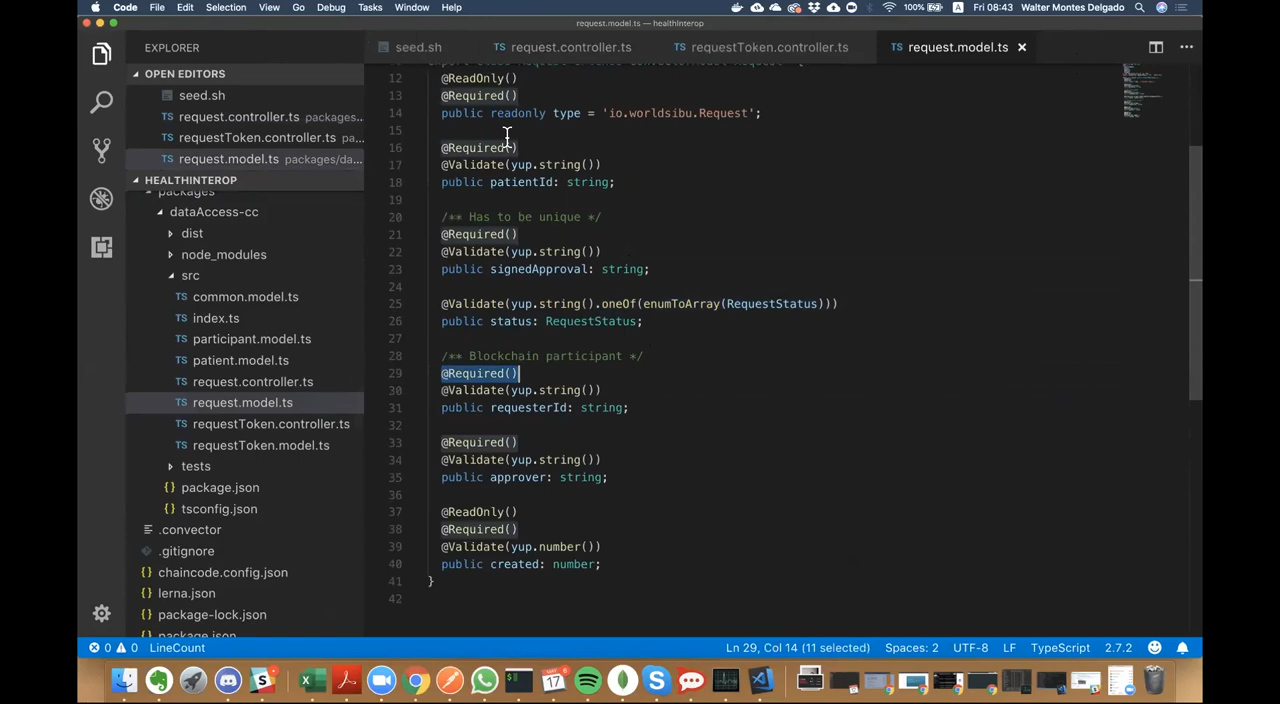 Code File Edit Selection View Go Debug Tasks Window Help
100% A Fri 08:43 Walter Montes Delgado
request.model.ts — healthInterop
EXPLORER
seed.sh
request.controller.ts
requestToken.controller.ts
request.model.ts
OPEN EDITORS
seed.sh
request.controller.ts packages...
requestToken.controller.ts pa...
request.model.ts packages/da...
HEALTHINTEROP
packages
dataAccess-cc
dist
node_modules
src
common.model.ts
index.ts
participant.model.ts
patient.model.ts
request.controller.ts
request.model.ts
requestToken.controller.ts
requestToken.model.ts
tests
package.json
tsconfig.json
.convector
.gitignore
chaincode.config.json
lerna.json
package-lock.json
package.json
12 @ReadOnly()
13 @Required()
14 public readonly type = 'io.worldsibu.Request';
15
16 @Required()
17 @Validate(yup.string())
18 public patientId: string;
19
20 /** Has to be unique */
21 @Required()
22 @Validate(yup.string())
23 public signedApproval: string;
24
25 @Validate(yup.string().oneOf(enumToArray(RequestStatus)))
26 public status: RequestStatus;
27
28 /** Blockchain participant */
29 @Required()
30 @Validate(yup.string())
31 public requesterId: string;
32
33 @Required()
34 @Validate(yup.string())
35 public approver: string;
36
37 @ReadOnly()
38 @Required()
39 @Validate(yup.number())
40 public created: number;
41 }
42
0 0 LineCount
Ln 29, Col 14 (11 selected) Spaces: 2 UTF-8 LF TypeScript 2.7.2
17